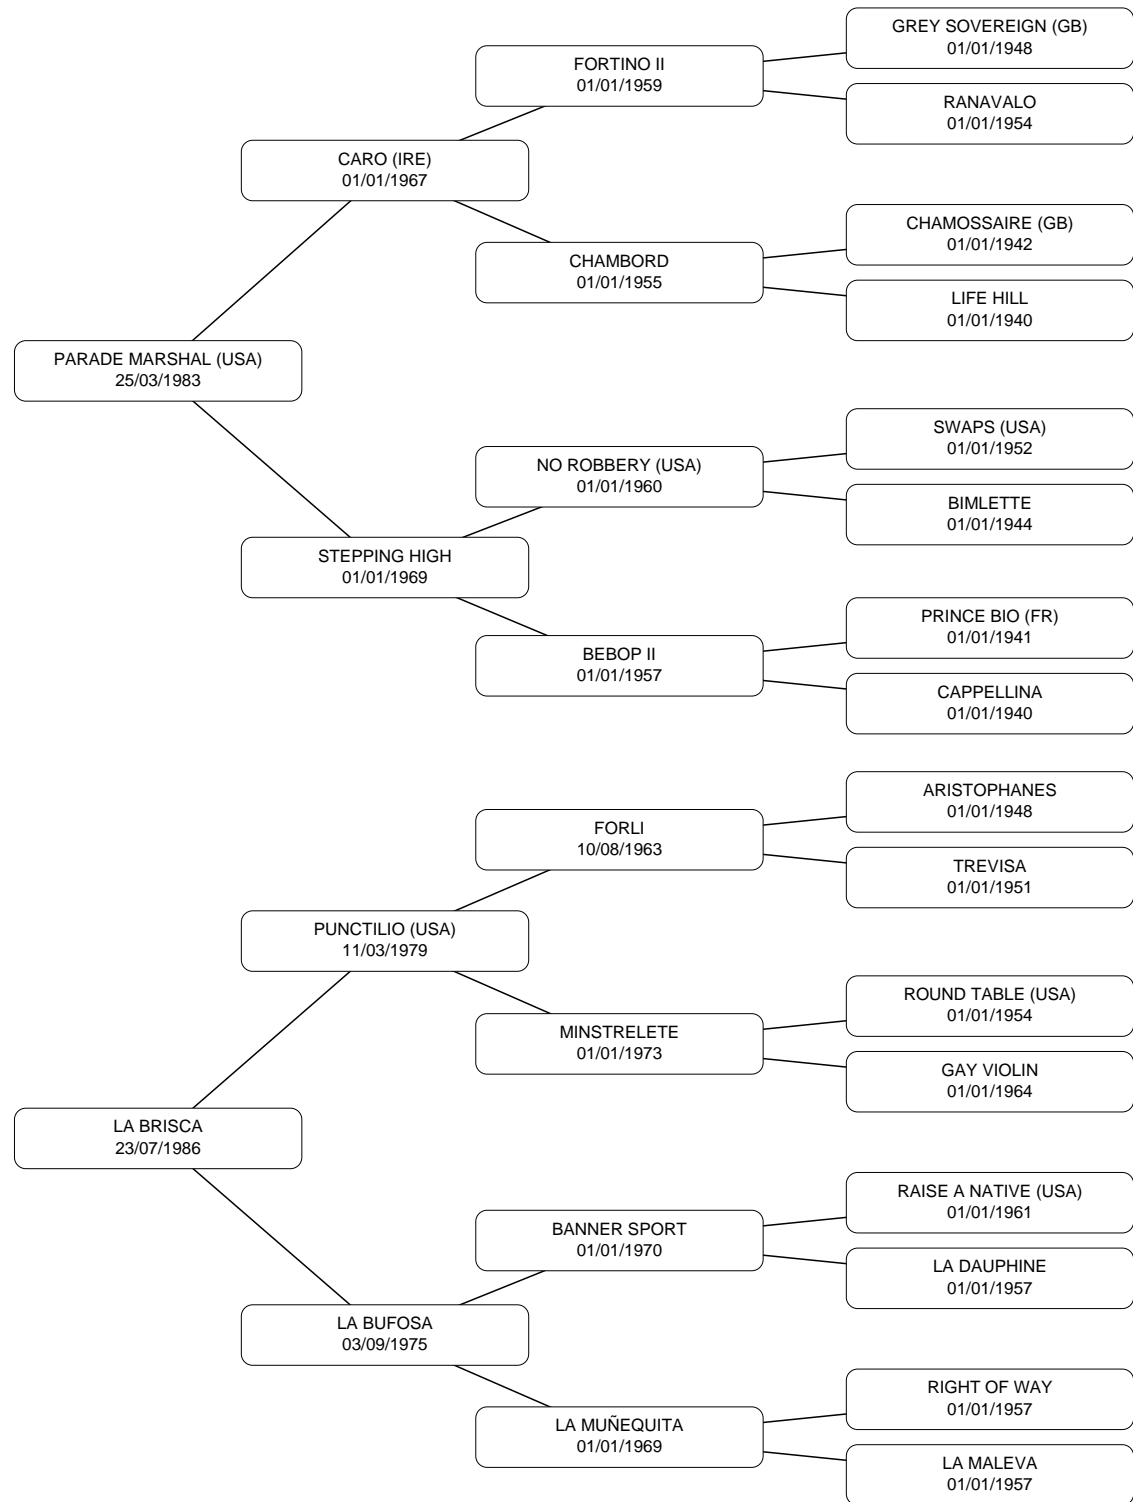 GREY SOVEREIGN (GB)
01/01/1948
FORTINO II
01/01/1959
RANAVALO
01/01/1954
CARO (IRE)
01/01/1967
CHAMOSSAIRE (GB)
01/01/1942
CHAMBORD
01/01/1955
LIFE HILL
01/01/1940
PARADE MARSHAL (USA)
25/03/1983
SWAPS (USA)
01/01/1952
NO ROBBERY (USA)
01/01/1960
BIMLETTE
01/01/1944
STEPPING HIGH
01/01/1969
PRINCE BIO (FR)
01/01/1941
BEBOP II
01/01/1957
CAPPELLINA
01/01/1940
ARISTOPHANES
01/01/1948
FORLI
10/08/1963
TREVISA
01/01/1951
PUNCTILIO (USA)
11/03/1979
ROUND TABLE (USA)
01/01/1954
MINSTRELETE
01/01/1973
GAY VIOLIN
01/01/1964
LA BRISCA
23/07/1986
RAISE A NATIVE (USA)
01/01/1961
BANNER SPORT
01/01/1970
LA DAUPHINE
01/01/1957
LA BUFOSA
03/09/1975
RIGHT OF WAY
01/01/1957
LA MUÑEQUITA
01/01/1969
LA MALEVA
01/01/1957